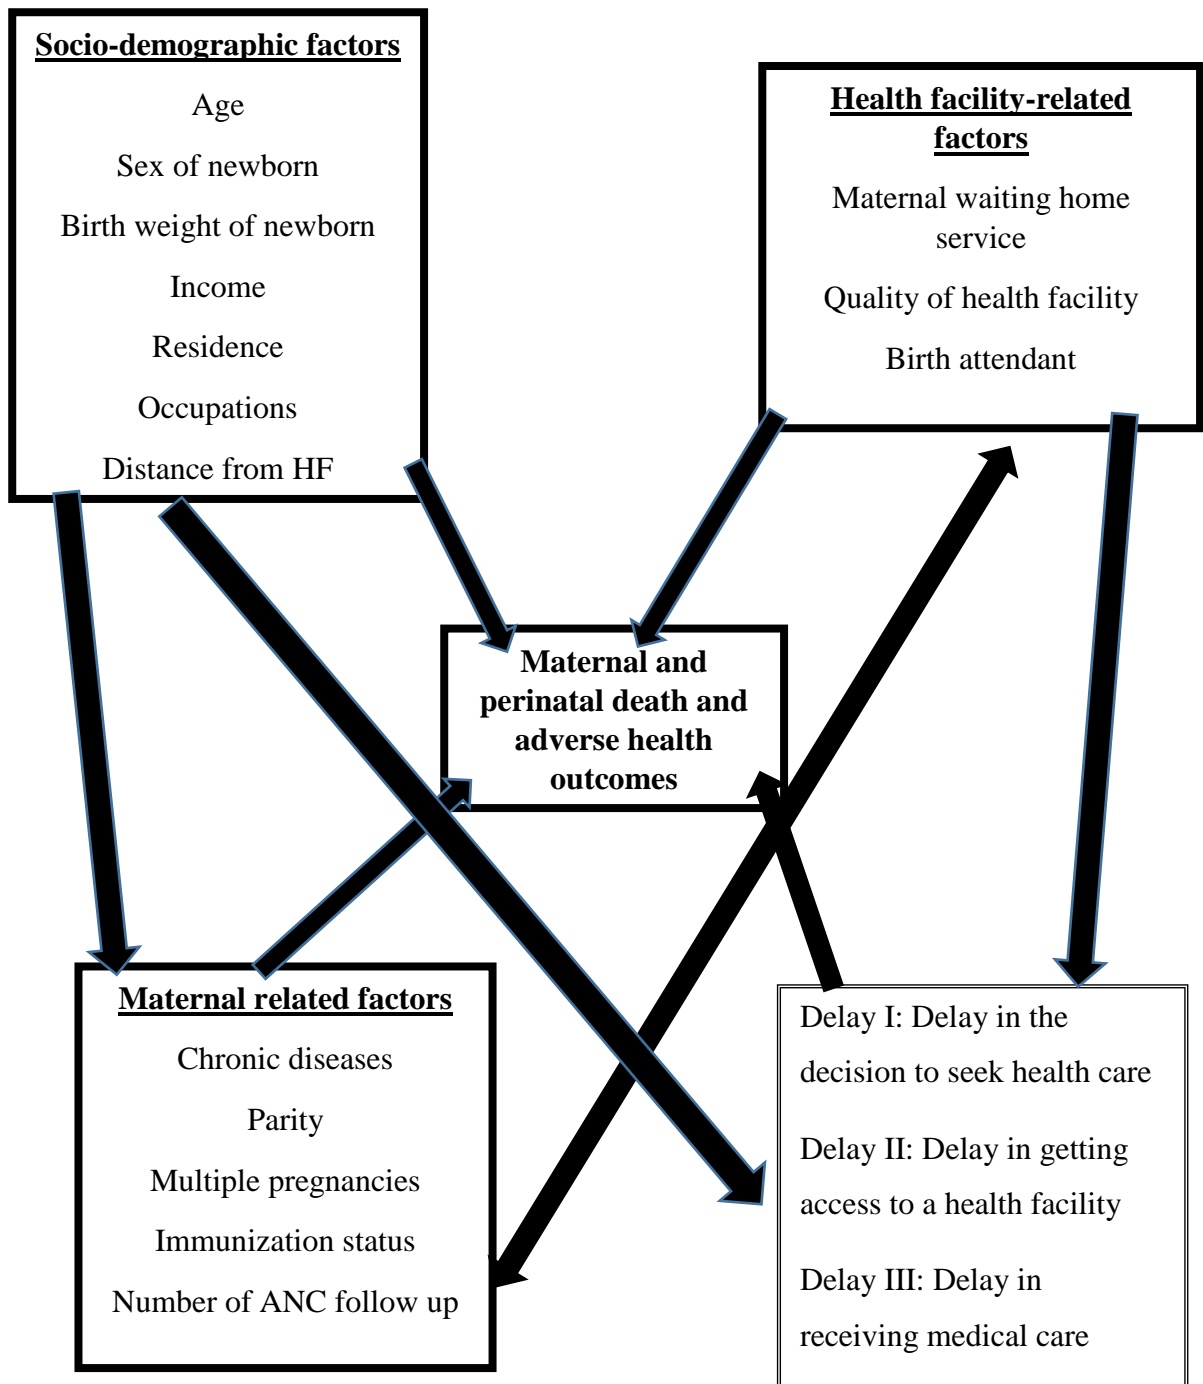 Socio-demographic factors
Age
Sex of newborn
Birth weight of newborn
Income
Residence
Occupations
Distance from HF
Health facility-related
factors
Maternal waiting home
service
Quality of health facility
Birth attendant
Maternal and
perinatal death and
adverse health
outcomes
Maternal related factors
Chronic diseases
Parity
Multiple pregnancies
Immunization status
Number of ANC follow up
Delay I: Delay in the
decision to seek health care
Delay II: Delay in getting
access to a health facility
Delay III: Delay in
receiving medical care